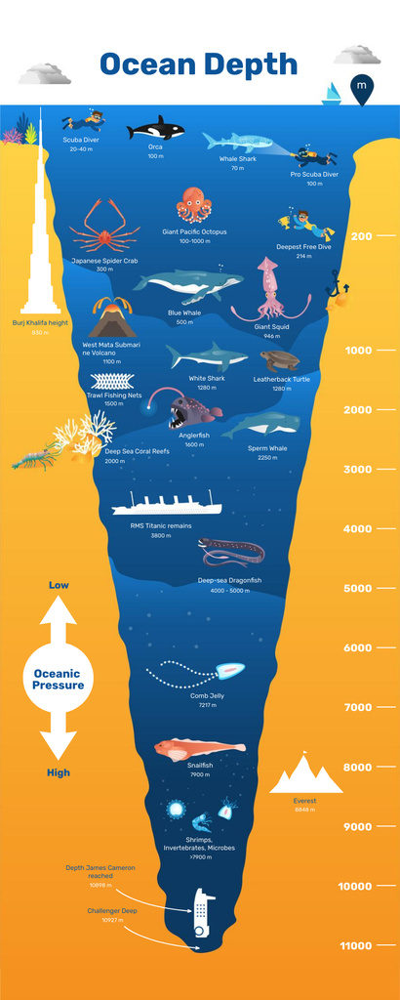 Ocean Depth
m
Scuba Diver
20-40 m
Orca
100 m
Whale Shark
70 m
Pro Scuba Diver
100 m
Giant Pacific Octopus
100-1000 m
Deepest Free Dive
214 m
200
Japanese Spider Crab
300 m
Blue Whale
500 m
Giant Squid
946 m
Burj Khalifa height
830 m
West Mata Submari
ne Volcano
1100 m
1000
White Shark
1280 m
Leatherback Turtle
1280 m
Trawl Fishing Nets
1500 m
2000
Anglerfish
1600 m
Deep Sea Coral Reefs
2000 m
Sperm Whale
2250 m
3000
RMS Titanic remains
3800 m
4000
Deep-sea Dragonfish
4000 - 5000 m
5000
Low
Oceanic
Pressure
High
6000
Comb Jelly
7217 m
7000
Snailfish
7900 m
8000
Everest
8848 m
9000
Shrimps,
Invertebrates, Microbes
>7900 m
Depth James Cameron
reached
10898 m
10000
Challenger Deep
10927 m
11000